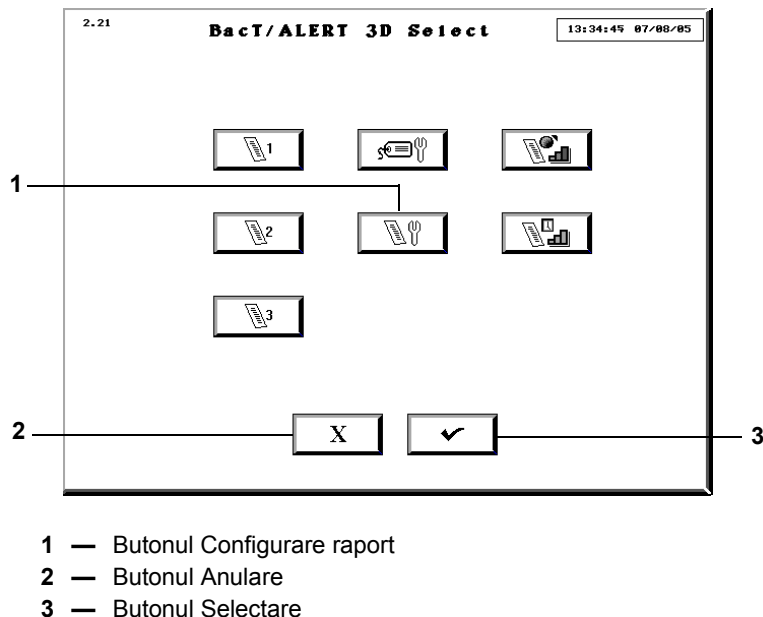 2.21
BacT/ALERT 3D Select
13:34:45 07/08/05
1
1
2
3
2
X
3
1 — Butonul Configurare raport
2 — Butonul Anulare
3 — Butonul Selectare